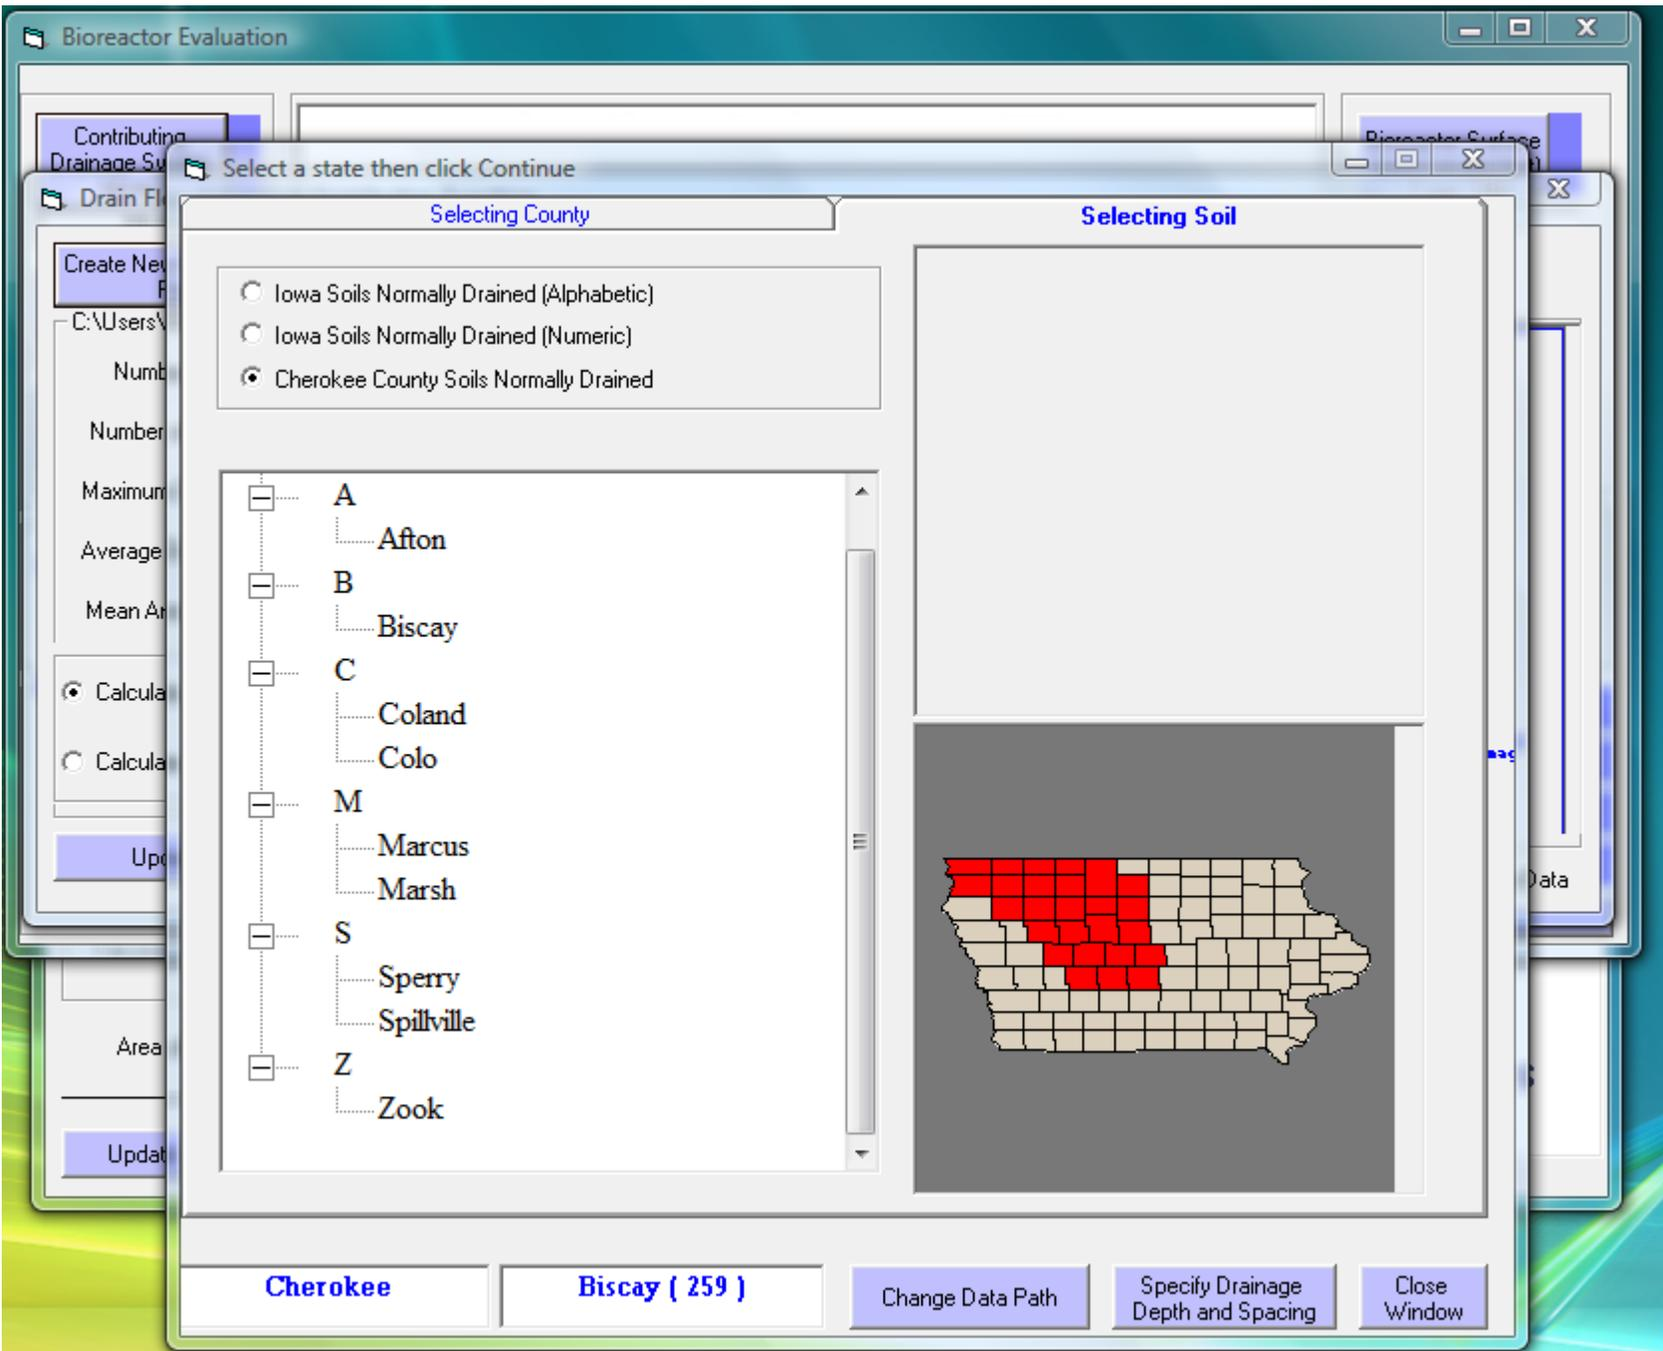 Bioreactor Evaluation
Contributing
Drainage Su
Select a state then click Continue
Drain Fl
Selecting County
Selecting Soil
Create Ne
C:\Users\
Iowa Soils Normally Drained (Alphabetic)
Iowa Soils Normally Drained (Numeric)
Cherokee County Soils Normally Drained
Numb
Number
Maximum
Average
Mean Ar
Calcula
Calcula
Upd
A
Afton
B
Biscay
C
Coland
Colo
M
Marcus
Marsh
S
Sperry
Spillville
Z
Zook
Data
Area
Updat
Cherokee
Biscay ( 259 )
Change Data Path
Specify Drainage
Depth and Spacing
Close
Window